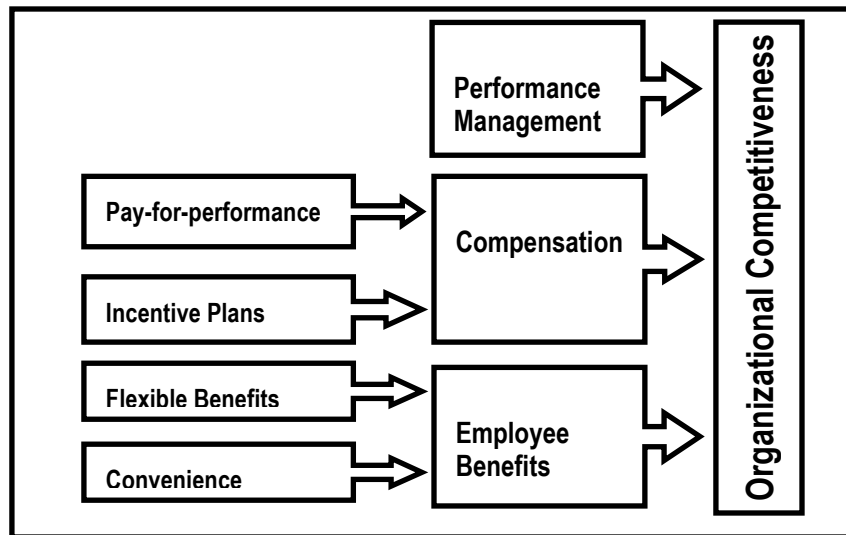 Performance
Management
Pay-for-performance
Compensation
Incentive Plans
Flexible Benefits
Employee
Benefits
Convenience
Organizational Competitiveness